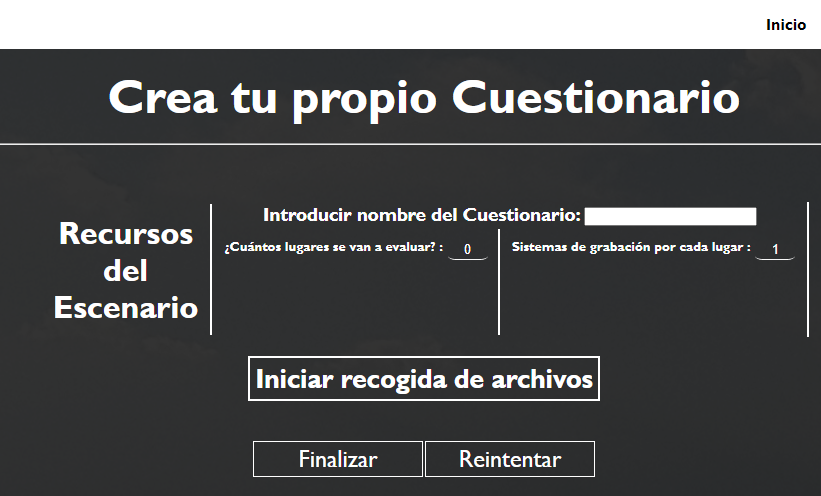 Inicio
Crea tu propio Cuestionario
Recursos
del
Escenario
Introducir nombre del Cuestionario:
¿Cuántos lugares se van a evaluar? : 0
Sistemas de grabación por cada lugar : 1
Iniciar recogida de archivos
Finalizar
Reintentar